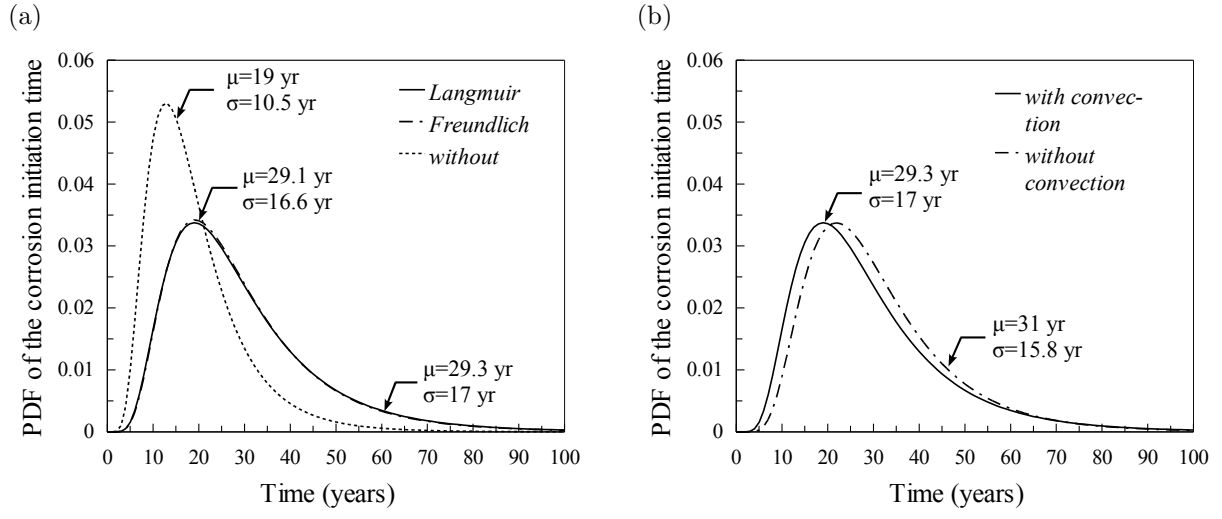 (a)
PDF of the corrosion initiation time
0.06
0.05
0.04
0.03
0.02
0.01
0
μ=19 yr
σ=10.5 yr
Langmuir
Freundlich
without
μ=29.1 yr
σ=16.6 yr
μ=29.3 yr
σ=17 yr
0 10 20 30 40 50 60 70 80 90 100
Time (years)
(b)
PDF of the corrosion initiation time
0.06
0.05
0.04
0.03
0.02
0.01
0
with convec-
tion
without
convection
μ=29.3 yr
σ=17 yr
μ=31 yr
σ=15.8 yr
0 10 20 30 40 50 60 70 80 90 100
Time (years)